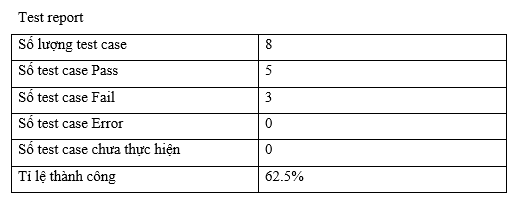 Test report
Số lượng test case 8
Số test case Pass 5
Số test case Fail 3
Số test case Error 0
Số test case chưa thực hiện 0
Tỉ lệ thành công 62.5%